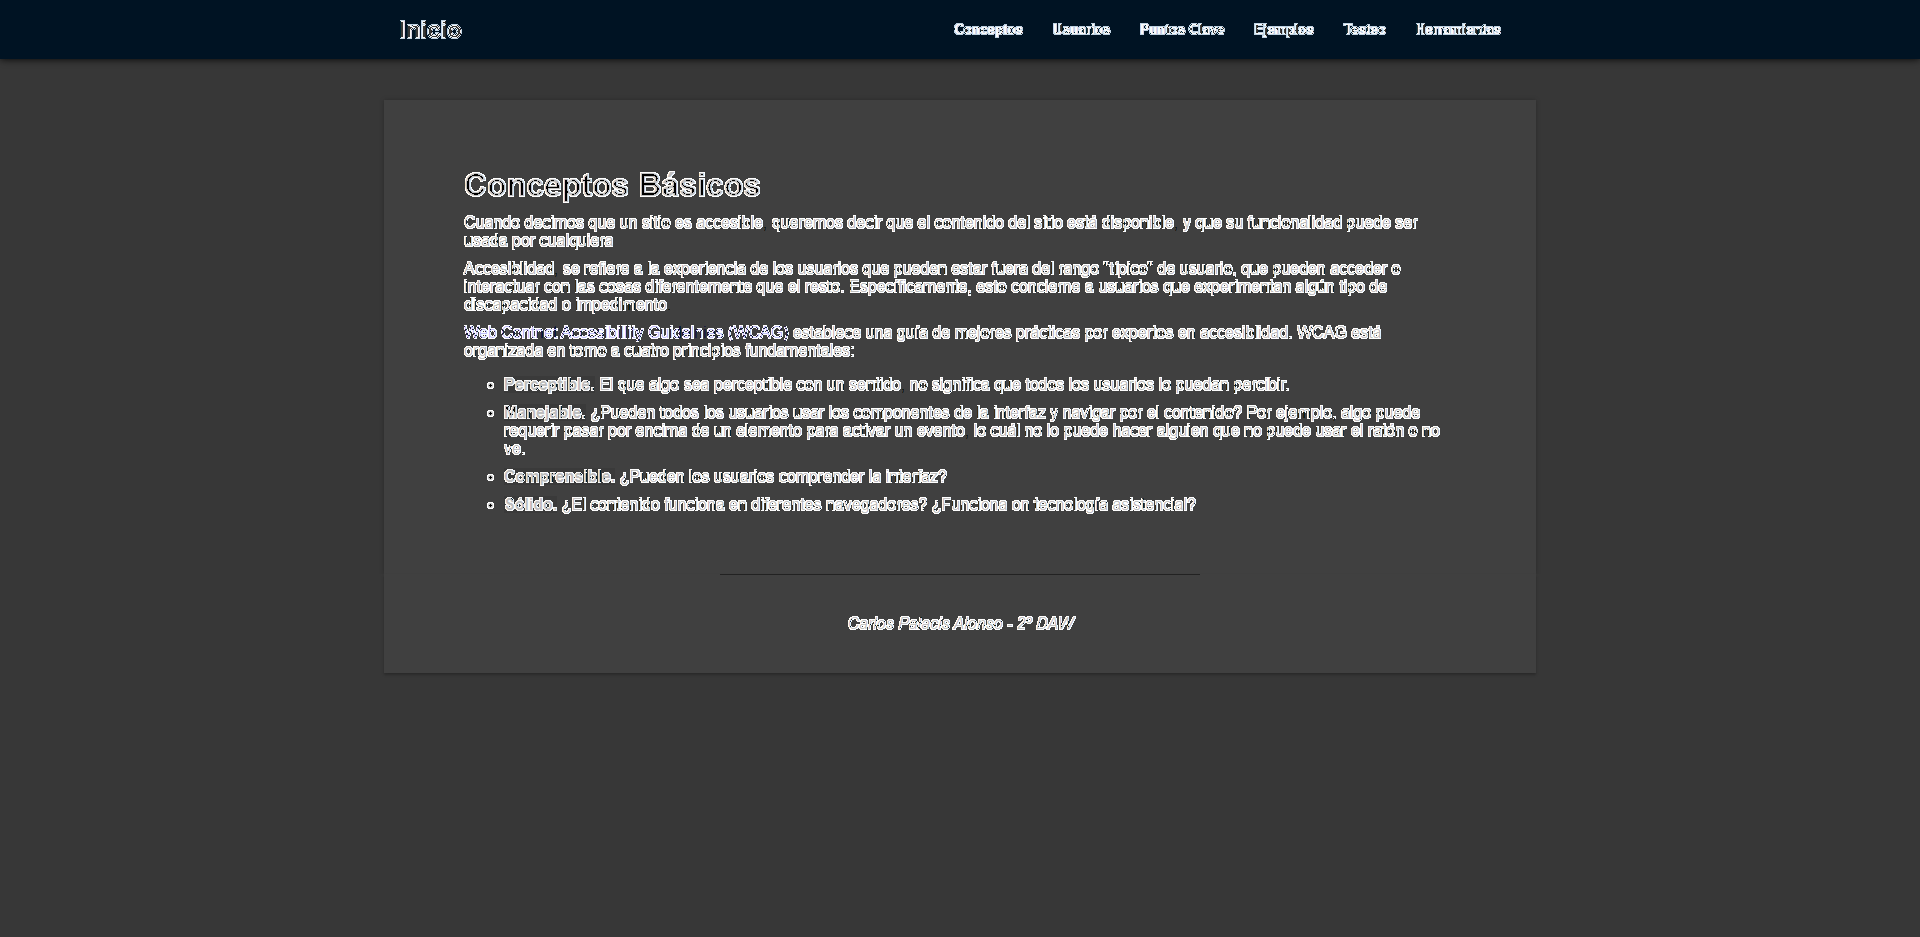 Inicio
Conceptos Usuarios Puntos Clave Ejemplos Testeo Herramientas
Conceptos Básicos
Cuando decimos que un sitio es accesible, queremos decir que el contenido del sitio está disponible, y que su funcionalidad puede ser
usada por cualquiera
Accesiblidad, se refiere a la experiencia de los usuarios que pueden estar fuera del rango "típico" de usuario, que pueden acceder o
interactuar con las cosas diferentemente que el resto. Específicamente, esto concierne a usuarios que experimentan algún tipo de
discapacidad o impedimento
Web Content Accessibility Guidelines (WCAG) establece una guía de mejores prácticas por expertos en accesibilidad. WCAG está
organizada en torno a cuatro principios fundamentales:
Perceptible. El que algo sea perceptible con un sentido, no significa que todos los usuarios lo puedan percibir.
Manejable. ¿Pueden todos los usuarios usar los componentes de la interfaz y navigar por el contenido? Por ejemplo, algo puede
requerir pasar por encima de un elemento para activar un evento, lo cuál no lo puede hacer alguien que no puede usar el ratón o no
ve.
Comprensible. ¿Pueden los usuarios comprender la interfaz?
Sólido. ¿El contenido funciona en diferentes navegadores? ¿Funciona on tecnología asistencial?
Carlos Palacis Alonso - 2º DAW